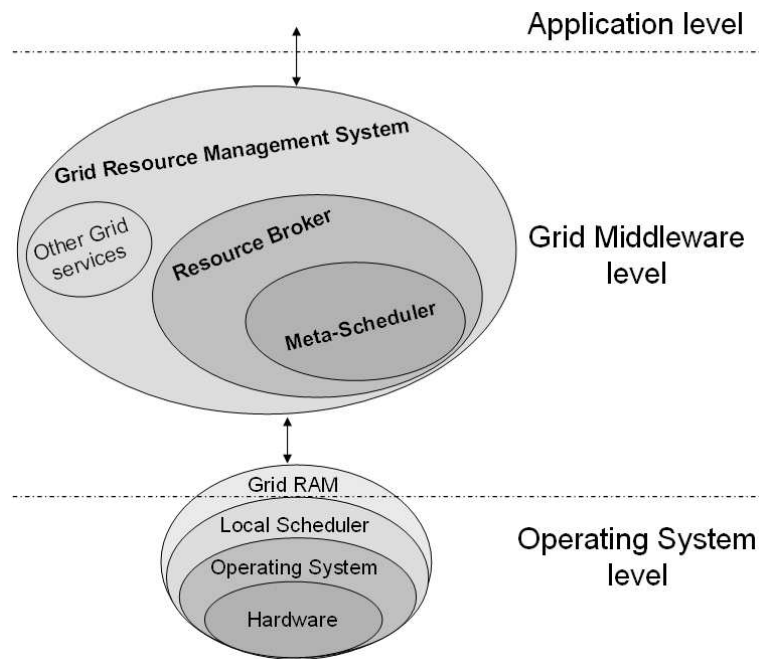 Application level
Grid Resource Management System
Other Grid
services
Resource Broker
Meta-Scheduler
Grid Middleware
level
Grid RAM
Local Scheduler
Operating System
Hardware
Operating System
level